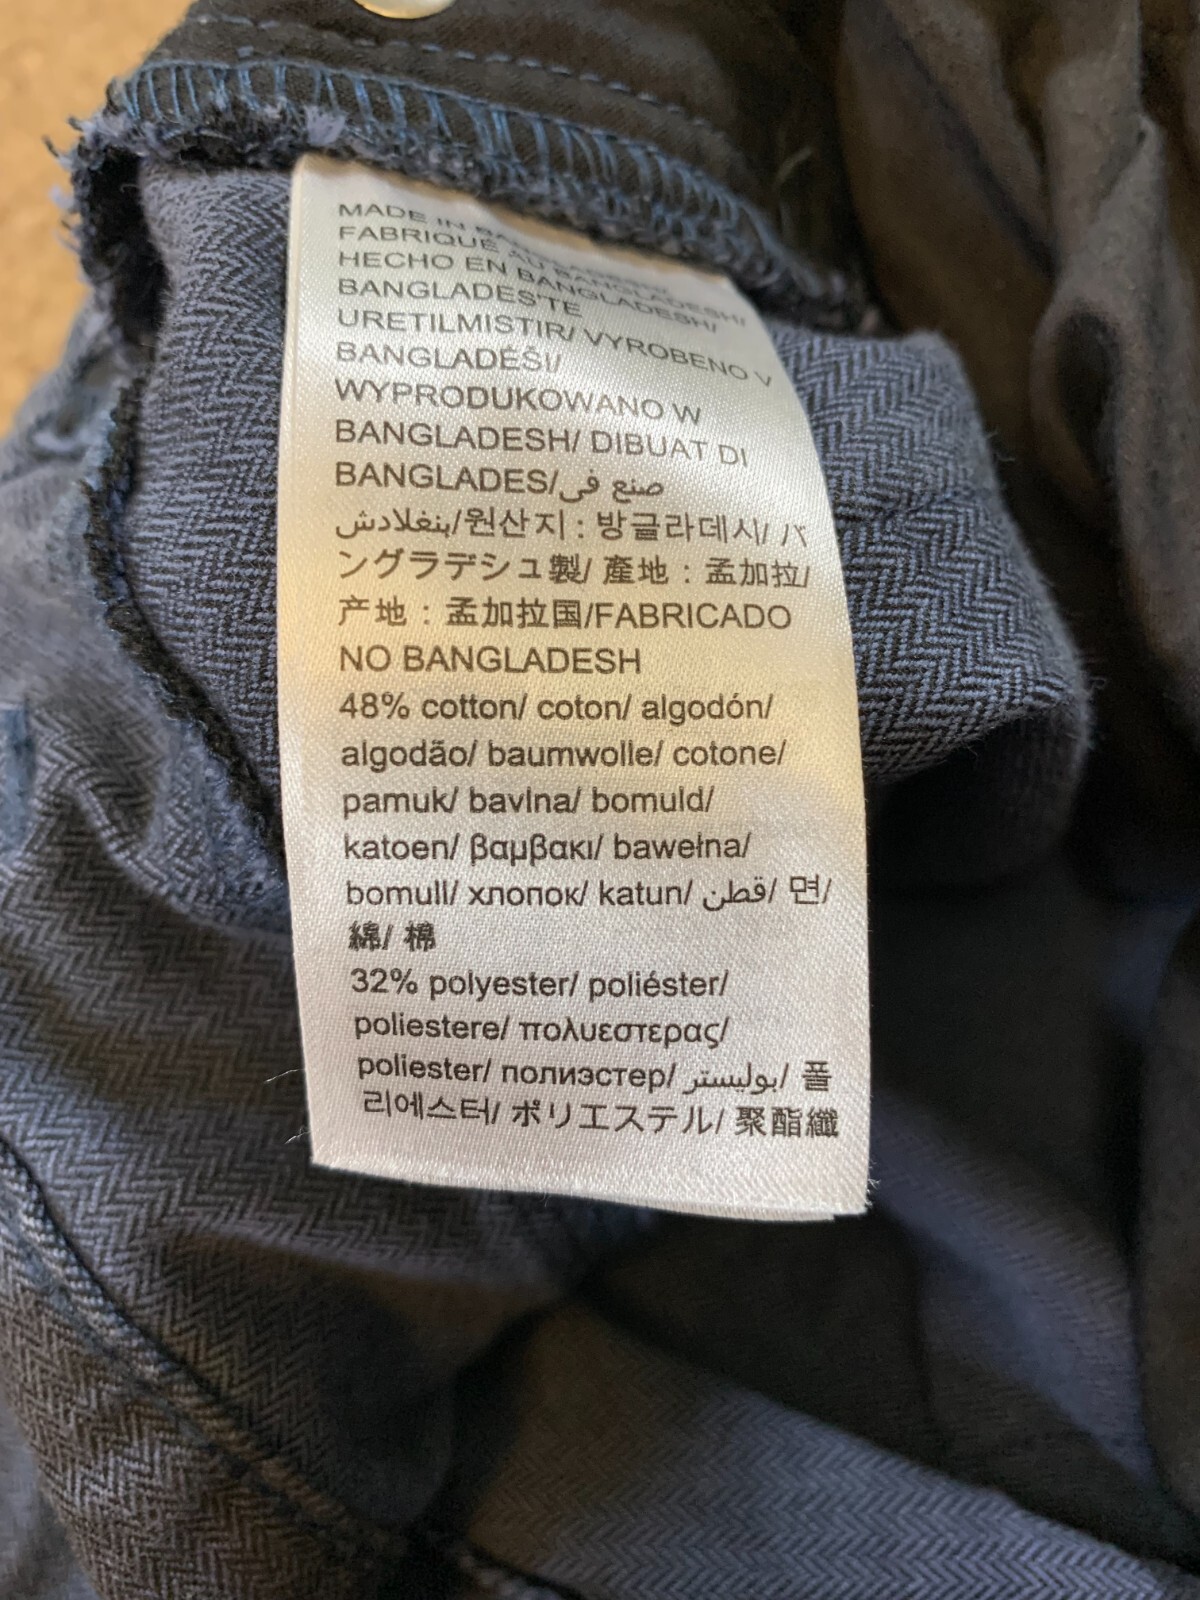 MADE IN BANGLADESH/
FABRIQUÉ AU BANGLADESH/
HECHO EN BANGLADESH/
BANGLADEŞ'TE
URETILMISTIR/ VYROBENO V
BANGLADÉŠI/
WYPRODUKOWANO W
BANGLADESH/ DIBUAT DI
BANGLADES/صنع في
بنغلادش/원산지 : 방글라데시/ バ
ングラデシュ製/ 產地 : 孟加拉/
产地 : 孟加拉国/FABRICADO
NO BANGLADESH
48% cotton/ coton/ algodón/
algodão/ baumwolle/ cotone/
pamuk/ bavlna/ bomuld/
katoen/ βαμβακι/ bawełna/
bomull/ хлопок/ katun/ قطن/ 면/
綿/ 棉
32% polyester/ poliéster/
poliestere/ πολυεστερας/
poliester/ полиэстер/ بوليستر/ 폴
리에스터/ ポリエステル/ 聚酯纖